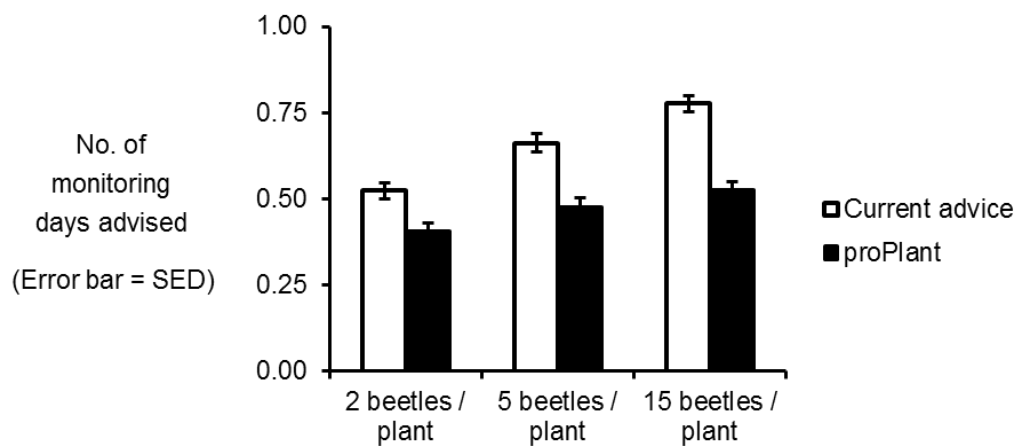 1.00
0.75
0.50
0.25
0.00
No. of
monitoring
days advised
(Error bar = SED)
2 beetles /
plant
5 beetles /
plant
15 beetles /
plant
Current advice
proPlant